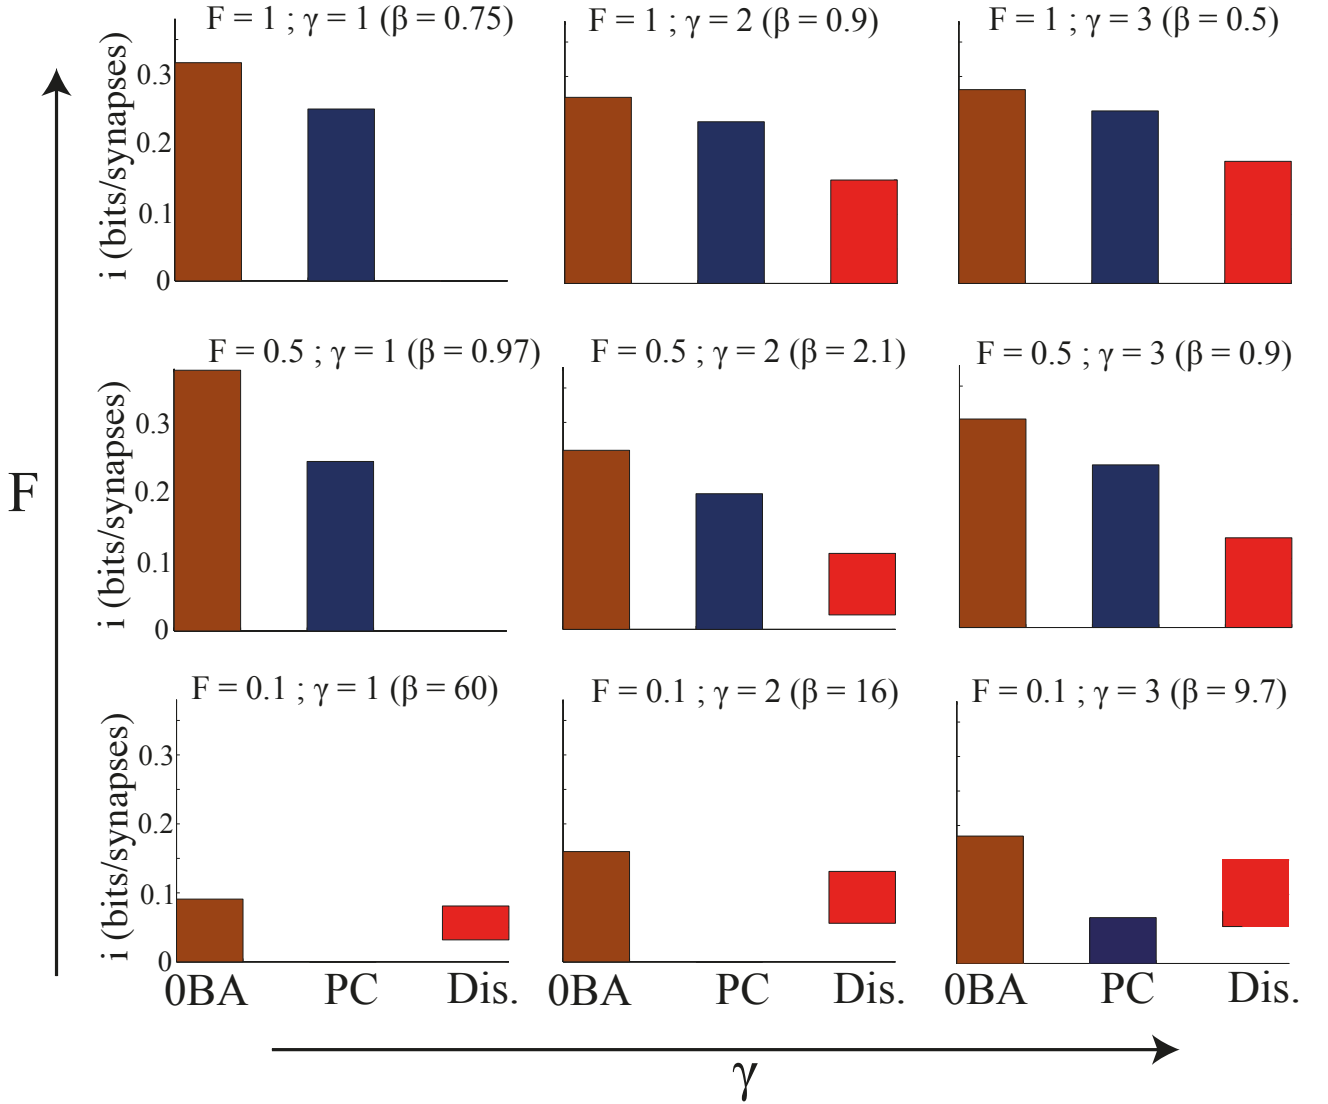 F = 1 ; γ = 1 (β = 0.75)
F = 1 ; γ = 2 (β = 0.9)
F = 1 ; γ = 3 (β = 0.5)
i (bits/synapses)
0.3
0.2
0.1
0
F = 0.5 ; γ = 1 (β = 0.97)
F = 0.5 ; γ = 2 (β = 2.1)
F = 0.5 ; γ = 3 (β = 0.9)
i (bits/synapses)
0.3
0.2
0.1
0
F
F = 0.1 ; γ = 1 (β = 60)
F = 0.1 ; γ = 2 (β = 16)
F = 0.1 ; γ = 3 (β = 9.7)
i (bits/synapses)
0.3
0.2
0.1
0
0BA PC Dis.
0BA PC Dis.
0BA PC Dis.
γ